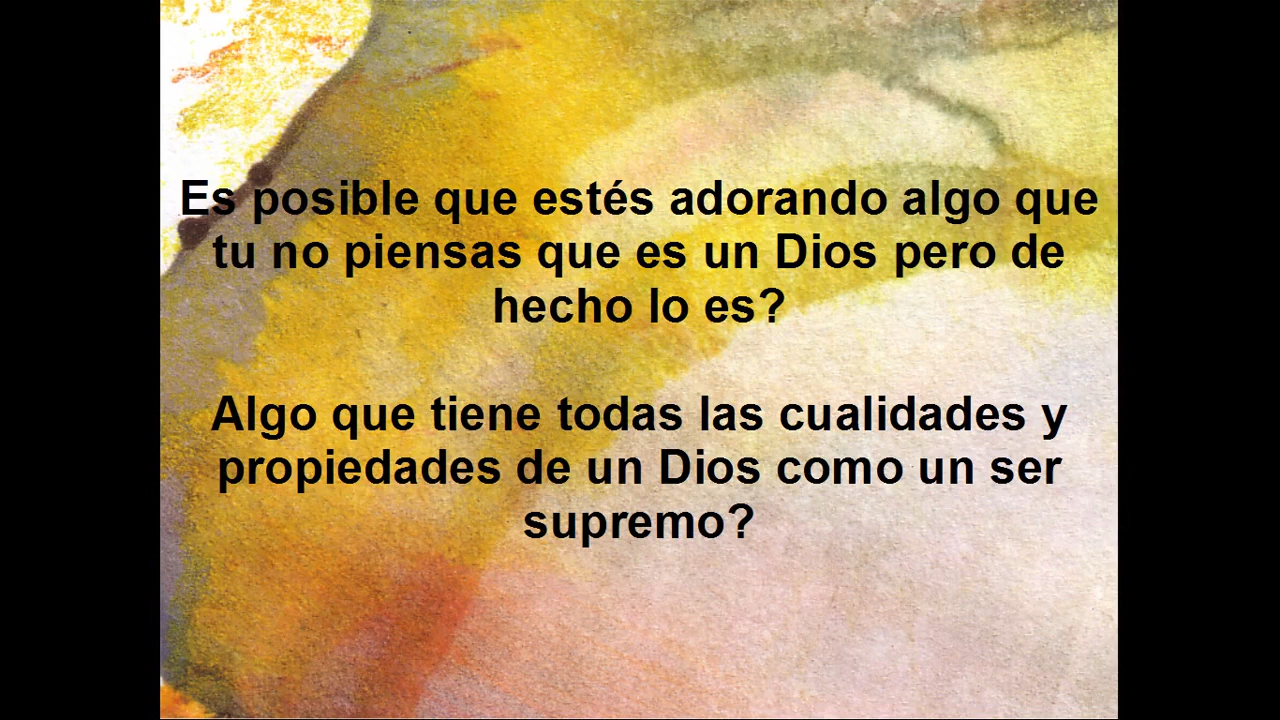 Es posible que estés adorando algo que
tu no piensas que es un Dios pero de
hecho lo es?
Algo que tiene todas las cualidades y
propiedades de un Dios como un ser
supremo?